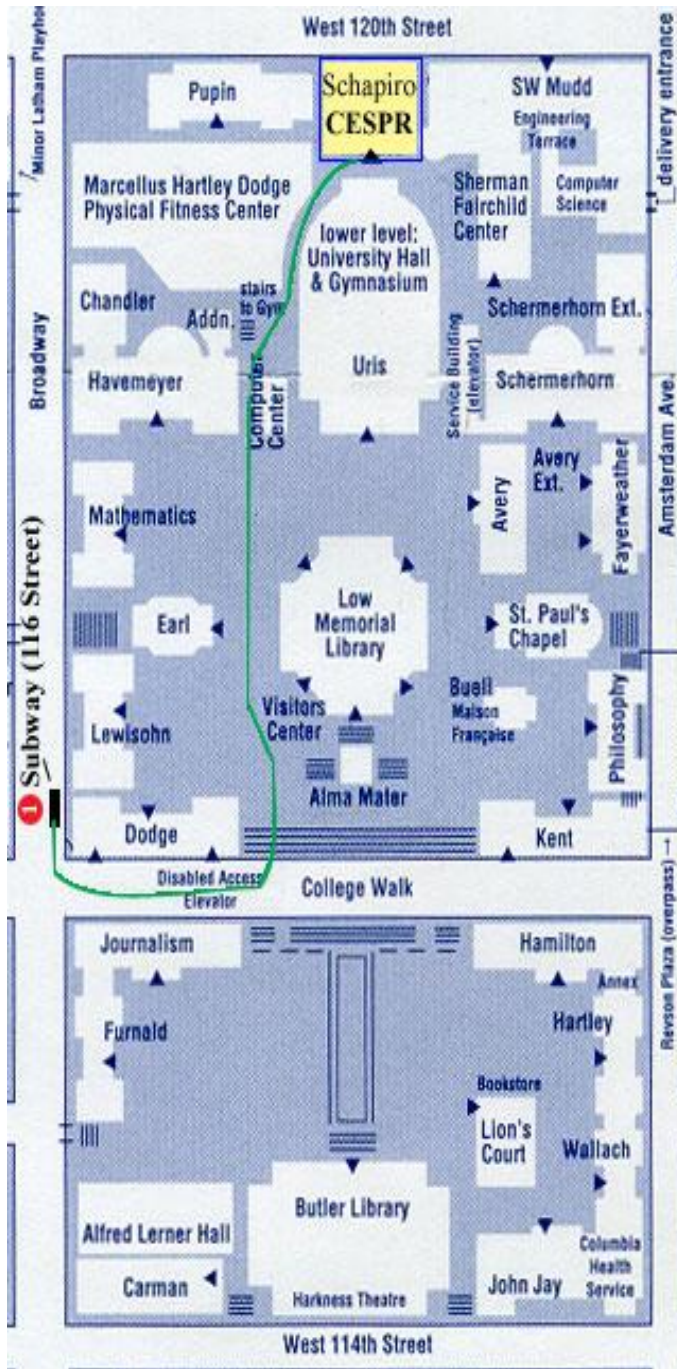 West 120th Street
Minor Latham Playho
Pupin
Schapiro
CESPR
SW Mudd
Engineering
Terrace
delivery entrance
Marcellus Hartley Dodge
Physical Fitness Center
Sherman
Fairchild
Center
Computer
Science
lower level:
University Hall
& Gymnasium
Chandler
Addn.
stairs
to Gym
Schermerhorn Ext.
Broadway
Havemeyer
Computer
Center
Uris
Service Building
(elevator)
Schermerhorn
Amsterdam Ave.
Mathematics
Avery
Avery
Ext.
Fayerweather
Earl
Low
Memorial
Library
St. Paul's
Chapel
1 Subway (116 Street)
Lewisohn
Visitors
Center
Buell
Maison
Française
Philosophy
Alma Mater
Dodge
Kent
Disabled Access
Elevator
College Walk
Revson Plaza (overpass) →
Journalism
Hamilton
Annex
Furnald
Hartley
Bookstore
Lion's
Court
Wallach
Butler Library
Alfred Lerner Hall
Carman
Harkness Theatre
John Jay
Columbia
Health
Service
West 114th Street